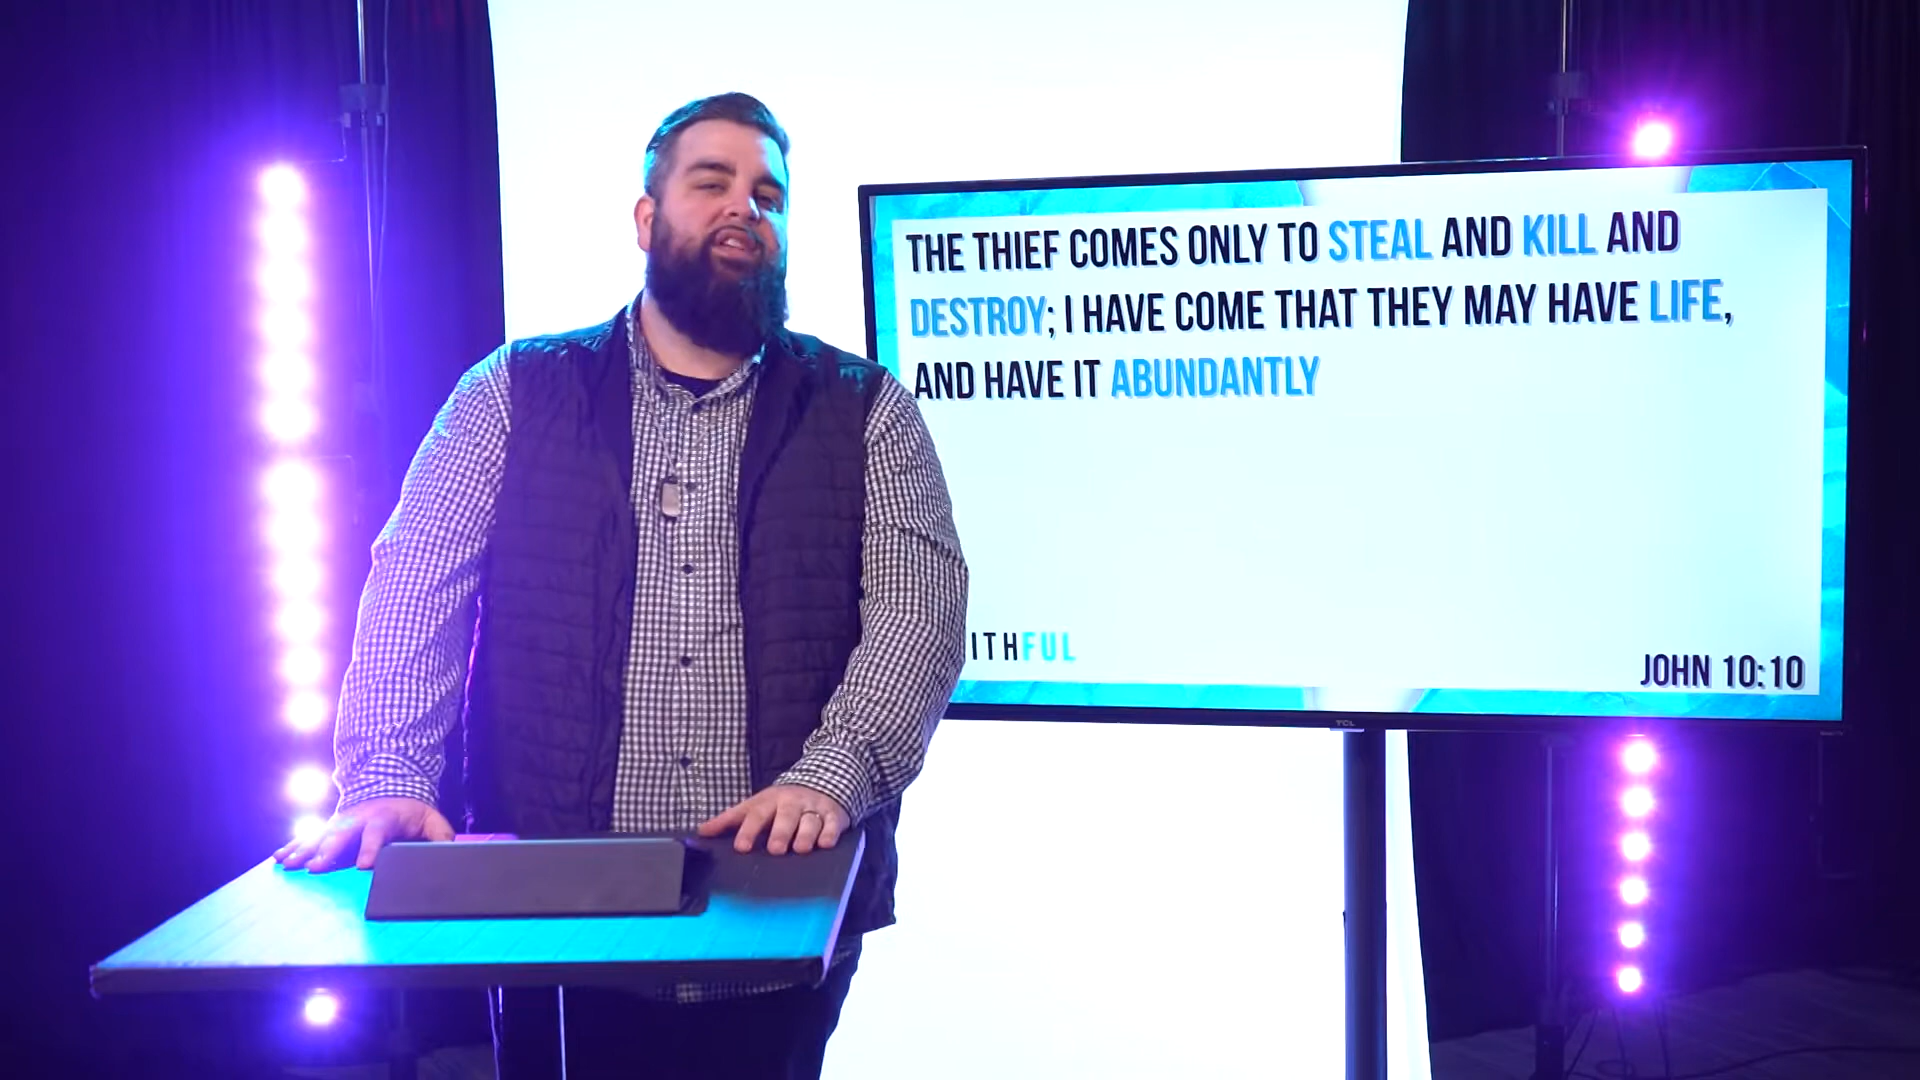 THE THIEF COMES ONLY TO STEAL AND KILL AND
DESTROY; I HAVE COME THAT THEY MAY HAVE LIFE,
AND HAVE IT ABUNDANTLY
ITHFUL
JOHN 10:10
TCL